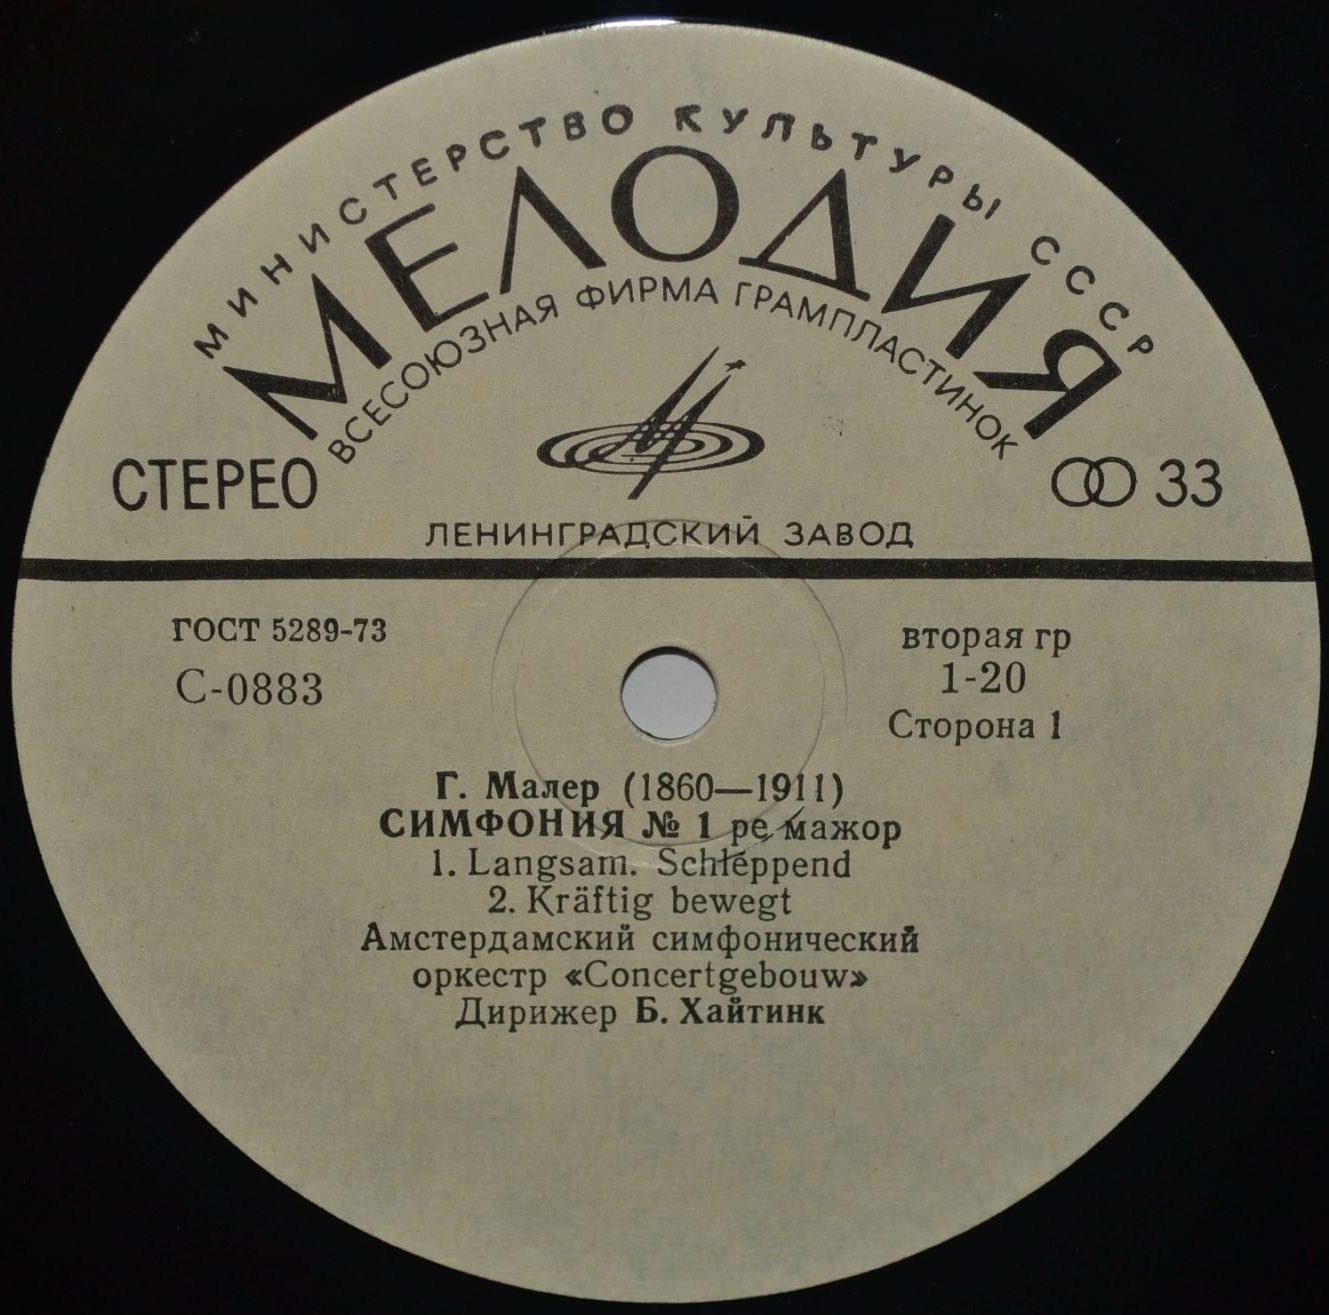 МИНИСТЕРСТВО КУЛЬТУРЫ СССР
МЕЛОДИЯ
ВСЕСОЮЗНАЯ ФИРМА ГРАМПЛАСТИНОК
СТЕРЕО
33
ЛЕНИНГРАДСКИЙ ЗАВОД
ГОСТ 5289-73
С-0883
вторая гр
1-20
Сторона 1
Г. Малер (1860—1911)
СИМФОНИЯ № 1 ре мажор
1. Langsam. Schleppend
2. Kräftig bewegt
Амстердамский симфонический
оркестр «Concertgebouw»
Дирижер Б. Хайтинк